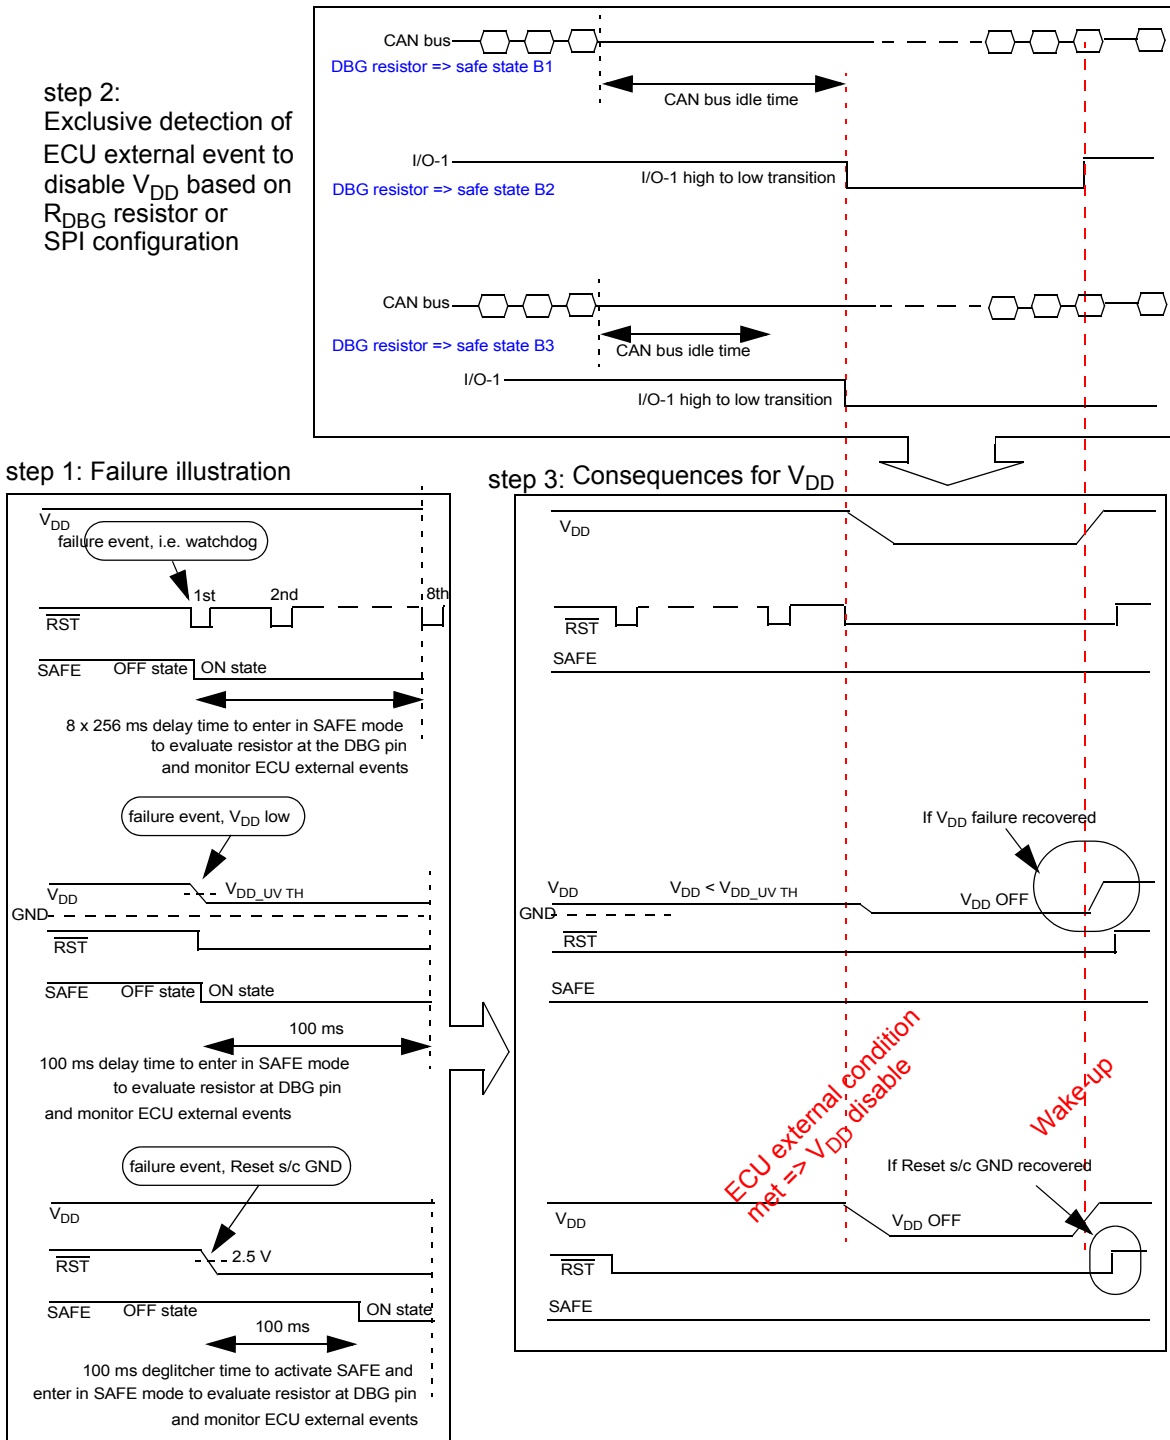 step 2:
Exclusive detection of
ECU external event to
disable VDD based on
RDBG resistor or
SPI configuration
CAN bus
DBG resistor => safe state B1
CAN bus idle time
I/O-1
DBG resistor => safe state B2
I/O-1 high to low transition
CAN bus
DBG resistor => safe state B3
CAN bus idle time
I/O-1
I/O-1 high to low transition
step 1: Failure illustration
VDD
failure event, i.e. watchdog
1st
2nd
8th
RST
SAFE
OFF state
ON state
8 x 256 ms delay time to enter in SAFE mode
to evaluate resistor at the DBG pin
and monitor ECU external events
failure event, VDD low
VDD
VDD_UV TH
GND
RST
SAFE
OFF state
ON state
100 ms
100 ms delay time to enter in SAFE mode
to evaluate resistor at DBG pin
and monitor ECU external events
failure event, Reset s/c GND
VDD
RST
2.5 V
SAFE
OFF state
ON state
100 ms
100 ms deglitcher time to activate SAFE and
enter in SAFE mode to evaluate resistor at DBG pin
and monitor ECU external events
step 3: Consequences for VDD
VDD
RST
SAFE
If VDD failure recovered
VDD
VDD < VDD_UV TH
VDD OFF
GND
RST
SAFE
ECU external condition
met => VDD disable
Wake-up
If Reset s/c GND recovered
VDD
VDD OFF
RST
SAFE